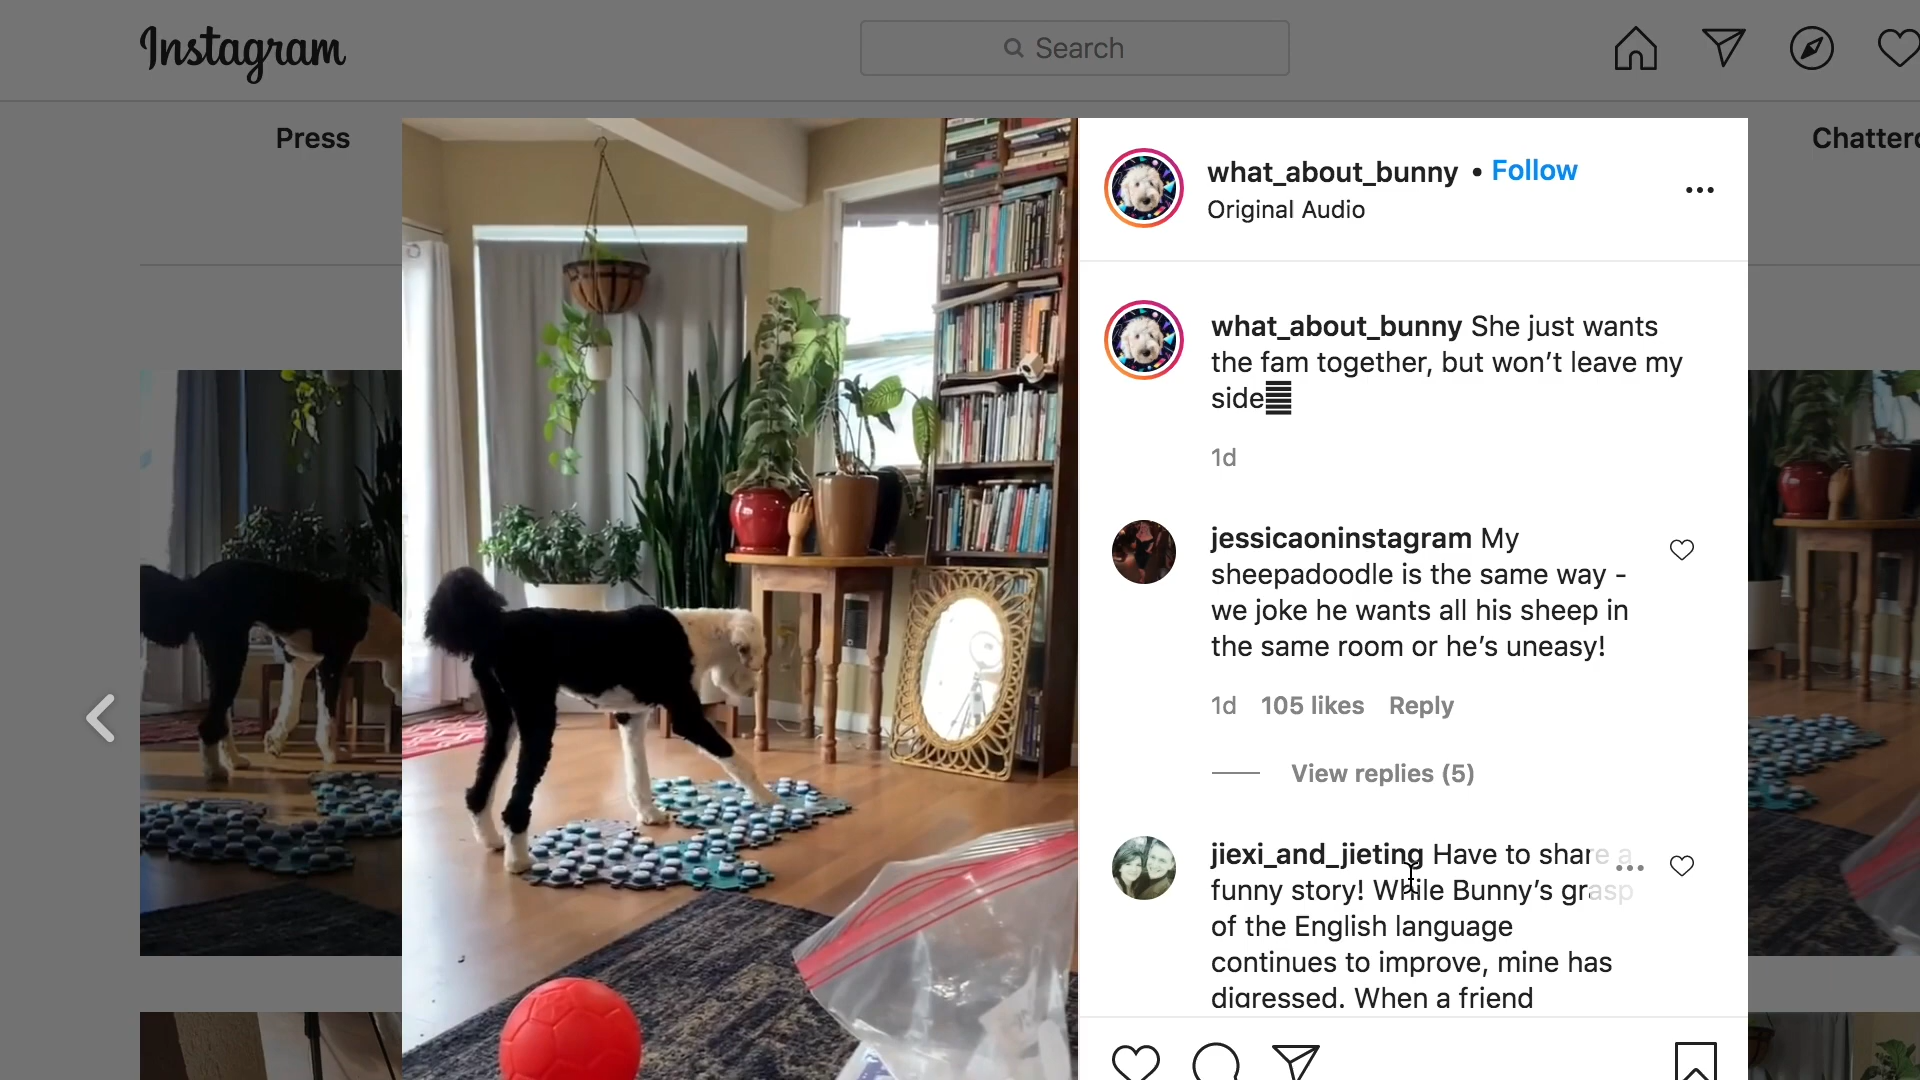 Instagram
Search
Press
Chatterc
what_about_bunny • Follow
Original Audio
what_about_bunny She just wants
the fam together, but won't leave my
side
1d
jessicaoninstagram My
sheepadoodle is the same way -
we joke he wants all his sheep in
the same room or he's uneasy!
1d 105 likes Reply
View replies (5)
jiexi_and_jieting Have to share a
funny story! While Bunny's grasp
of the English language
continues to improve, mine has
digressed. When a friend